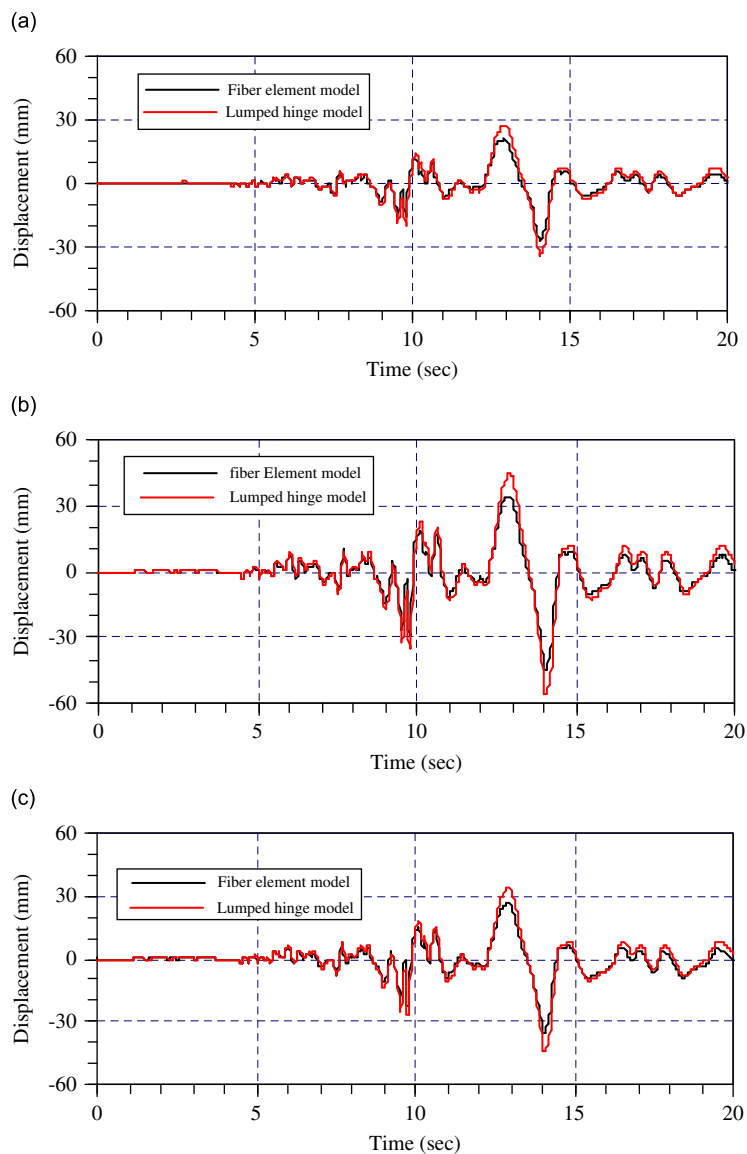 (a)
60
30
0
-30
-60
Displacement (mm)
Fiber element model
Lumped hinge model
0 5 10 15 20
Time (sec)
(b)
60
30
0
-30
-60
Displacement (mm)
fiber Element model
Lumped hinge model
0 5 10 15 20
Time (sec)
(c)
60
30
0
-30
-60
Displacement (mm)
Fiber element model
Lumped hinge model
0 5 10 15 20
Time (sec)